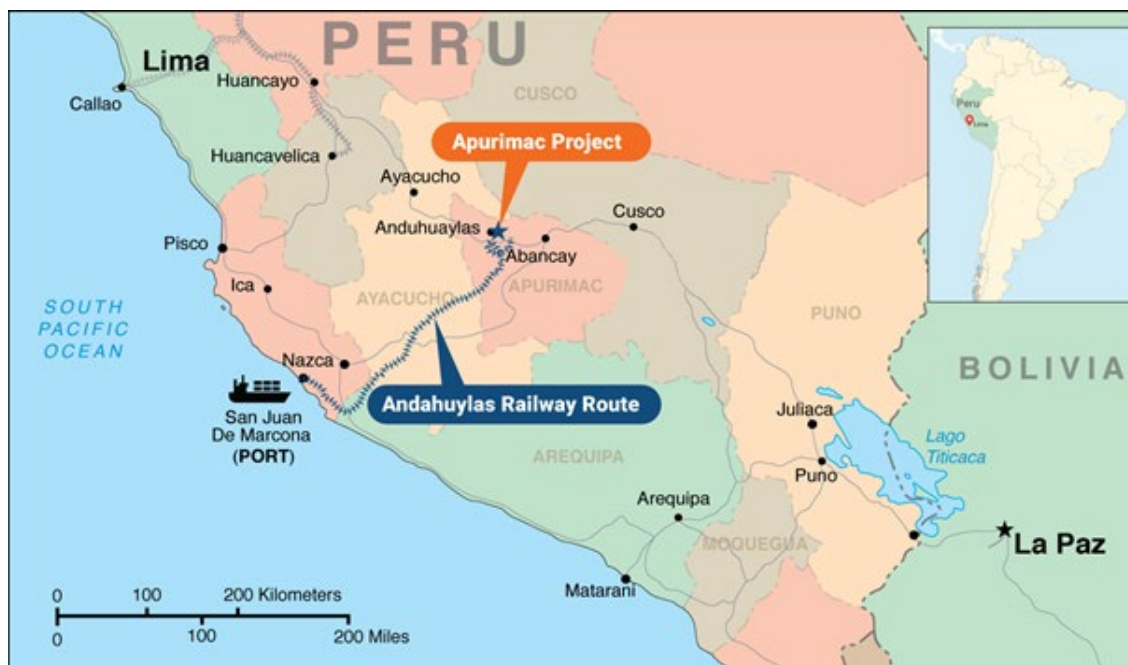 PERU
Lima
Callao
Huancayo
CUSCO
Huancavelica
Apurimac Project
Ayacucho
Anduhuaylas
Cusco
Abancay
Pisco
Ica
AYACUCHO
APURIMAC
SOUTH
PACIFIC
OCEAN
Nazca
PUNO
BOLIVIA
Andahuylas Railway Route
San Juan
De Marcona
(PORT)
Juliaca
Lago
Titicaca
Puno
AREQUIPA
Arequipa
MOQUEGUA
La Paz
Matarani
0 100 200 Kilometers
0 100 200 Miles
Peru
Lima